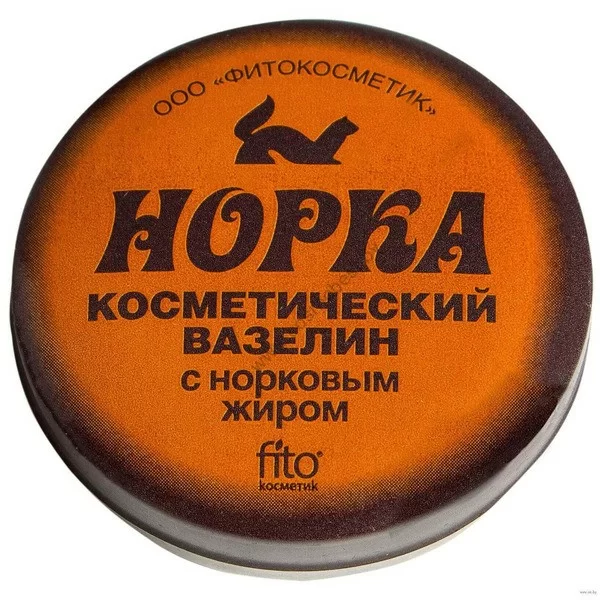 ООО «ФИТОКОСМЕТИК»
НОРКА
КОСМЕТИЧЕСКИЙ
ВАЗЕЛИН
С НОРКОВЫМ
ЖИРОМ
fito®
косметик